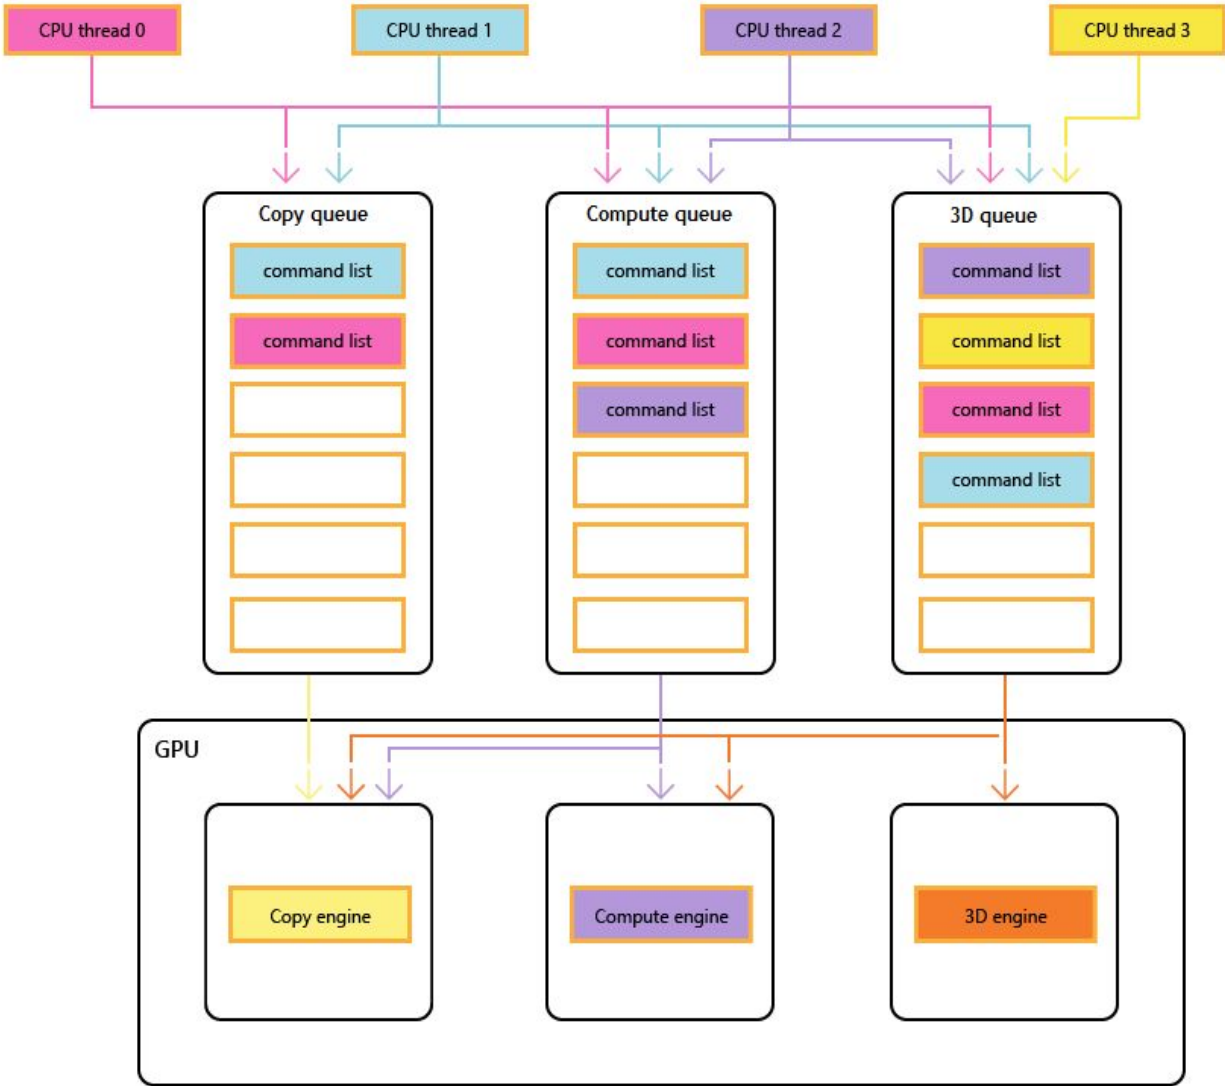 CPU thread 0
CPU thread 1
CPU thread 2
CPU thread 3
Copy queue
command list
command list
Compute queue
command list
command list
command list
3D queue
command list
command list
command list
command list
GPU
Copy engine
Compute engine
3D engine